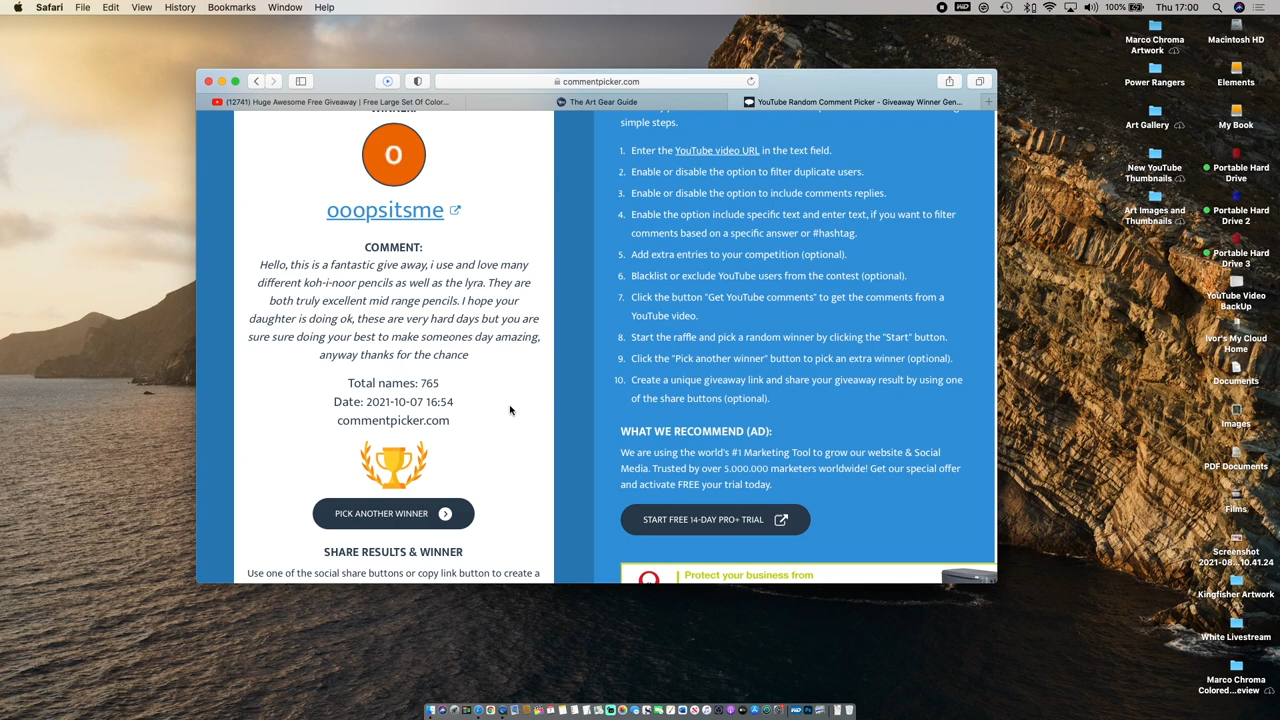 Safari File Edit View History Bookmarks Window Help
100% Thu 17:00
commentpicker.com
(12741) Huge Awesome Free Giveaway | Free Large Set Of Color...
The Art Gear Guide
YouTube Random Comment Picker - Giveaway Winner Gen...
O
ooopsitsme
COMMENT:
Hello, this is a fantastic give away, i use and love many
different koh-i-noor pencils as well as the lyra. They are
both truly excellent mid range pencils. I hope your
daughter is doing ok, these are very hard days but you are
sure sure doing your best to make someones day amazing,
anyway thanks for the chance
Total names: 765
Date: 2021-10-07 16:54
commentpicker.com
PICK ANOTHER WINNER
SHARE RESULTS & WINNER
Use one of the social share buttons or copy link button to create a
simple steps.
1. Enter the YouTube video URL in the text field.
2. Enable or disable the option to filter duplicate users.
3. Enable or disable the option to include comments replies.
4. Enable the option include specific text and enter text, if you want to filter
comments based on a specific answer or #hashtag.
5. Add extra entries to your competition (optional).
6. Blacklist or exclude YouTube users from the contest (optional).
7. Click the button "Get YouTube comments" to get the comments from a
YouTube video.
8. Start the raffle and pick a random winner by clicking the "Start" button.
9. Click the "Pick another winner" button to pick an extra winner (optional).
10. Create a unique giveaway link and share your giveaway result by using one
of the share buttons (optional).
WHAT WE RECOMMEND (AD):
We are using the world's #1 Marketing Tool to grow our website & Social
Media. Trusted by over 5.000.000 marketers worldwide! Get our special offer
and activate FREE your trial today.
START FREE 14-DAY PRO+ TRIAL
Protect your business from
Marco Chroma
Artwork
Macintosh HD
Power Rangers
Elements
Art Gallery
My Book
New YouTube
Thumbnails
Portable Hard
Drive
Art Images and
Thumbnails
Portable Hard
Drive 2
Portable Hard
Drive 3
YouTube Video
BackUp
Ivor's My Cloud
Home
Documents
Images
PDF Documents
Films
Screenshot
2021-08...10.41.24
Kingfisher Artwork
White Livestream
Marco Chroma
Colored...eview